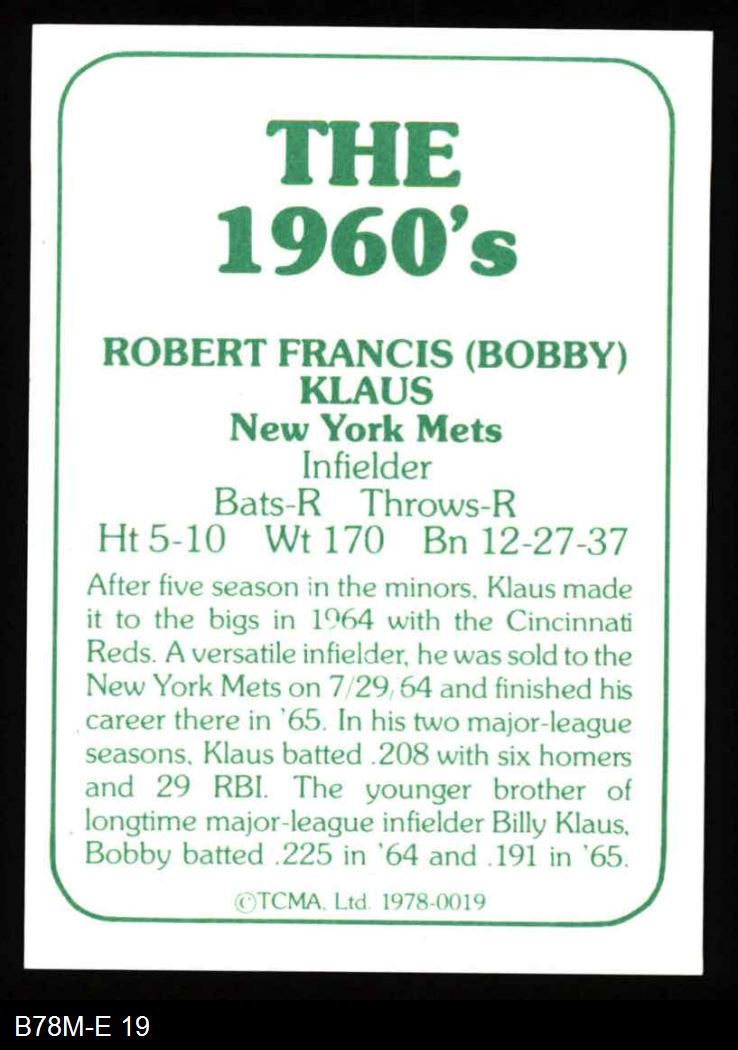 THE
1960's
ROBERT FRANCIS (BOBBY)
KLAUS
New York Mets
Infielder
Bats-R Throws-R
Ht 5-10 Wt 170 Bn 12-27-37
After five season in the minors, Klaus made
it to the bigs in 1964 with the Cincinnati
Reds. A versatile infielder, he was sold to the
New York Mets on 7/29/64 and finished his
career there in '65. In his two major-league
seasons, Klaus batted .208 with six homers
and 29 RBI. The younger brother of
longtime major-league infielder Billy Klaus,
Bobby batted .225 in '64 and .191 in '65.
©TCMA, Ltd. 1978-0019
B78M-E 19